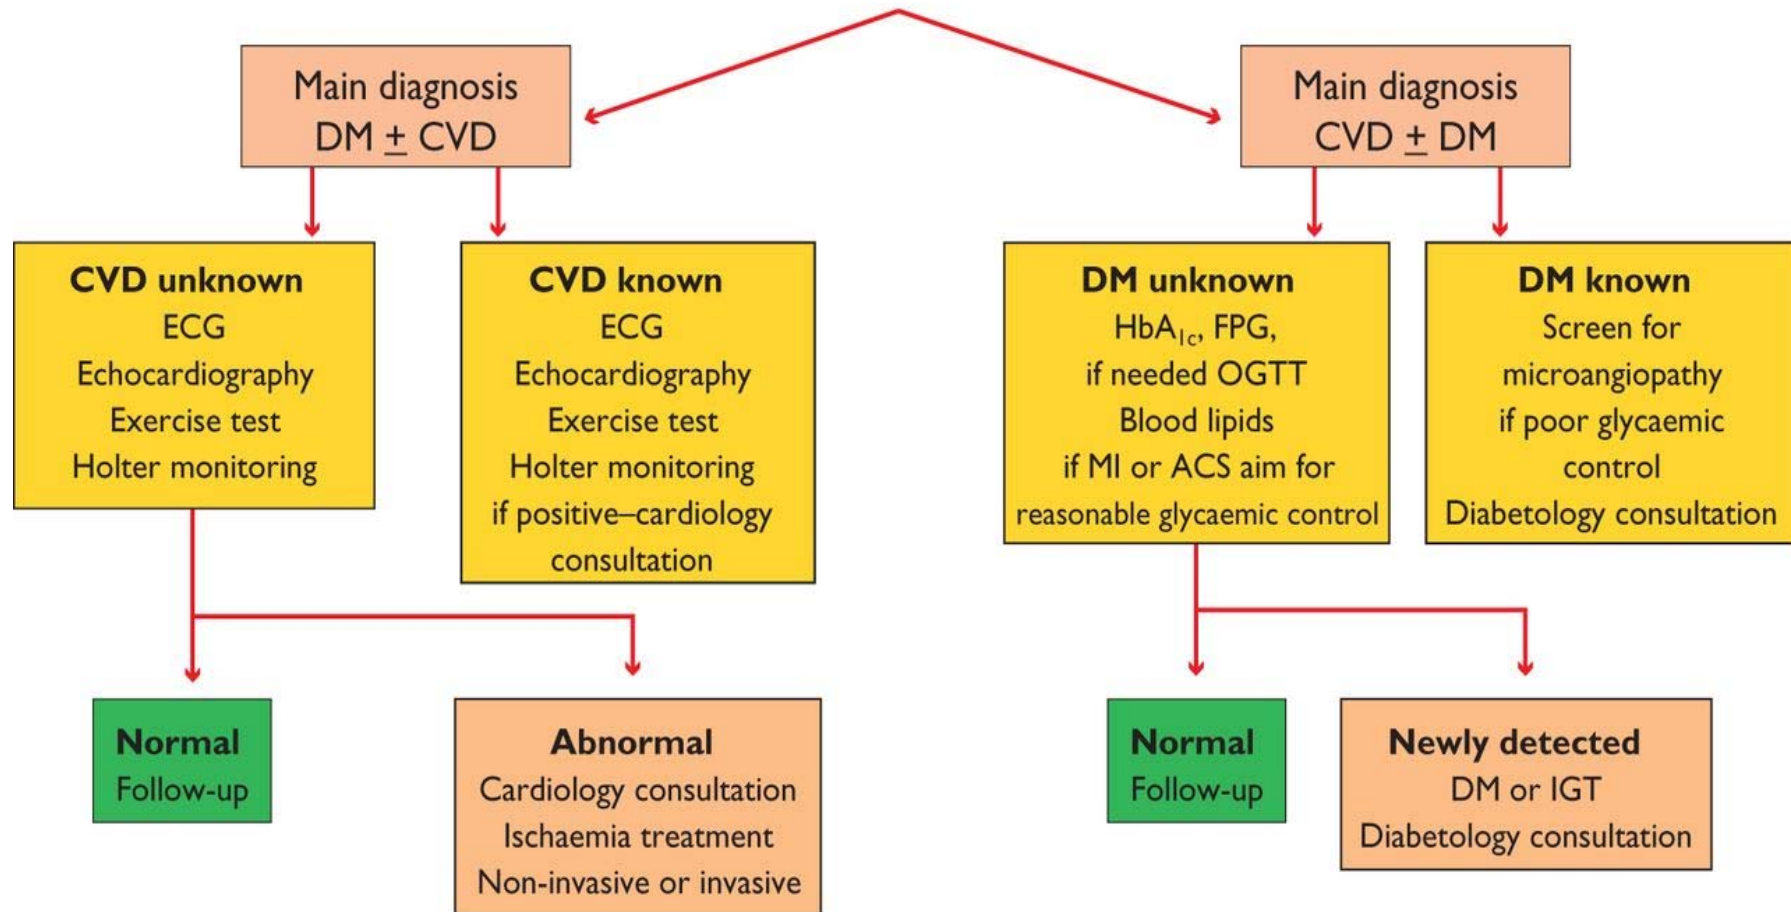 Main diagnosis
DM ± CVD
Main diagnosis
CVD ± DM
CVD unknown
ECG
Echocardiography
Exercise test
Holter monitoring
CVD known
ECG
Echocardiography
Exercise test
Holter monitoring
if positive–cardiology
consultation
DM unknown
HbA1c, FPG,
if needed OGTT
Blood lipids
if MI or ACS aim for
reasonable glycaemic control
DM known
Screen for
microangiopathy
if poor glycaemic
control
Diabetology consultation
Normal
Follow-up
Abnormal
Cardiology consultation
Ischaemia treatment
Non-invasive or invasive
Normal
Follow-up
Newly detected
DM or IGT
Diabetology consultation